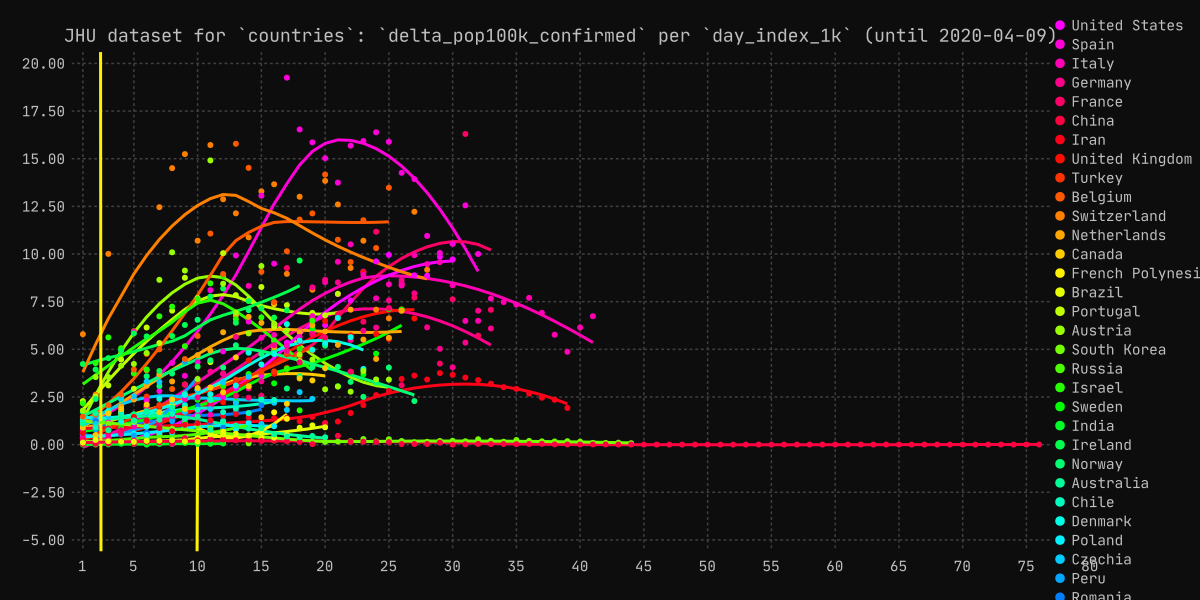 JHU dataset for `countries`: `delta_pop100k_confirmed` per `day_index_1k` (until 2020-04-09)
20.00
17.50
15.00
12.50
10.00
7.50
5.00
2.50
0.00
-2.50
-5.00
1 5 10 15 20 25 30 35 40 45 50 55 60 65 70 75 80
United States
Spain
Italy
Germany
France
China
Iran
United Kingdom
Turkey
Belgium
Switzerland
Netherlands
Canada
French Polynesi
Brazil
Portugal
Austria
South Korea
Russia
Israel
Sweden
India
Ireland
Norway
Australia
Chile
Denmark
Poland
Czechia
Peru
Romania